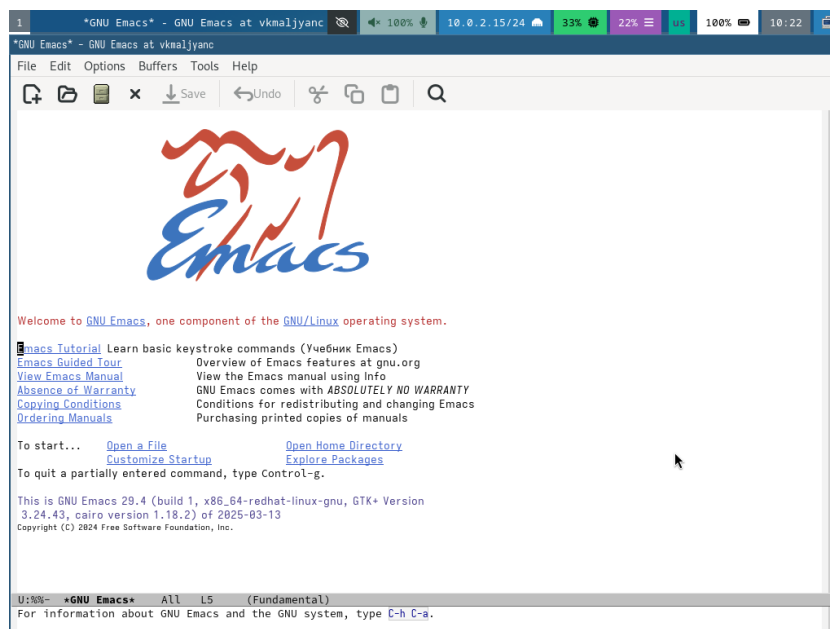 1 *GNU Emacs* - GNU Emacs at vkmaljyanc 100% 10.0.2.15/24 33% 22% us 100% 10:22
*GNU Emacs* - GNU Emacs at vkmaljyanc
File Edit Options Buffers Tools Help
Save Undo
Emacs
Welcome to GNU Emacs, one component of the GNU/Linux operating system.
Emacs Tutorial Learn basic keystroke commands (Учебник Emacs)
Emacs Guided Tour Overview of Emacs features at gnu.org
View Emacs Manual View the Emacs manual using Info
Absence of Warranty GNU Emacs comes with ABSOLUTELY NO WARRANTY
Copying Conditions Conditions for redistributing and changing Emacs
Ordering Manuals Purchasing printed copies of manuals
To start... Open a File Open Home Directory
Customize Startup Explore Packages
To quit a partially entered command, type Control-g.
This is GNU Emacs 29.4 (build 1, x86_64-redhat-linux-gnu, GTK+ Version
3.24.43, cairo version 1.18.2) of 2025-03-13
Copyright (C) 2024 Free Software Foundation, Inc.
U:%%- *GNU Emacs* All L5 (Fundamental)
For information about GNU Emacs and the GNU system, type C-h C-a.